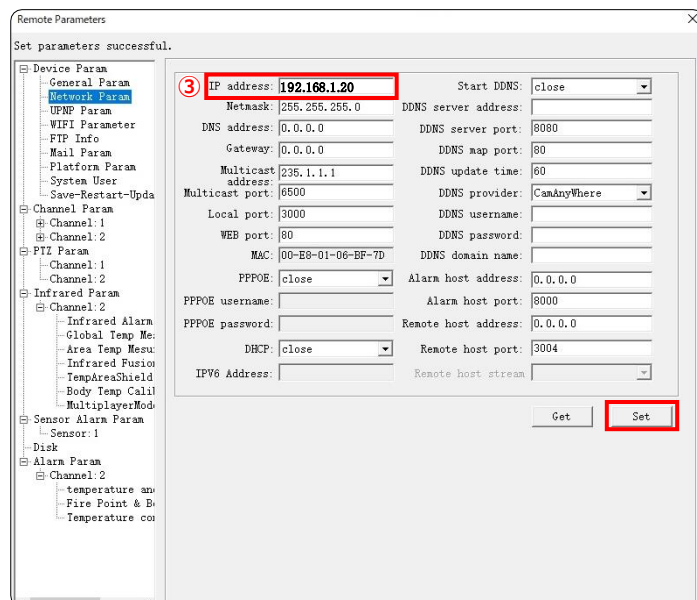 Remote Parameters
Set parameters successful.
Device Param
General Param
Network Param
UPNP Param
WIFI Parameter
FTP Info
Mail Param
Platform Param
System User
Save-Restart-Upda
Channel Param
Channel:1
Channel:2
PTZ Param
Channel:1
Channel:2
Infrared Param
Channel:2
Infrared Alarm
Global Temp Me
Area Temp Mesu
Infrared Fusion
TempAreaShield
Body Temp Cali
MultiplayerMod
Sensor Alarm Param
Sensor:1
Disk
Alarm Param
Channel:2
temperature an
Fire Point & B
Temperature co
③ IP address: 192.168.1.20
Netmask: 255.255.255.0
DNS address: 0.0.0.0
Gateway: 0.0.0.0
Multicast address: 235.1.1.1
Multicast port: 6500
Local port: 3000
WEB port: 80
MAC: 00-E8-01-06-BF-7D
PPPOE: close
PPPOE username:
PPPOE password:
DHCP: close
IPV6 Address:
Start DDNS: close
DDNS server address:
DDNS server port: 8080
DDNS map port: 80
DDNS update time: 60
DDNS provider: CamAnyWhere
DDNS username:
DDNS password:
DDNS domain name:
Alarm host address: 0.0.0.0
Alarm host port: 8000
Remote host address: 0.0.0.0
Remote host port: 3004
Remote host stream
Get
Set